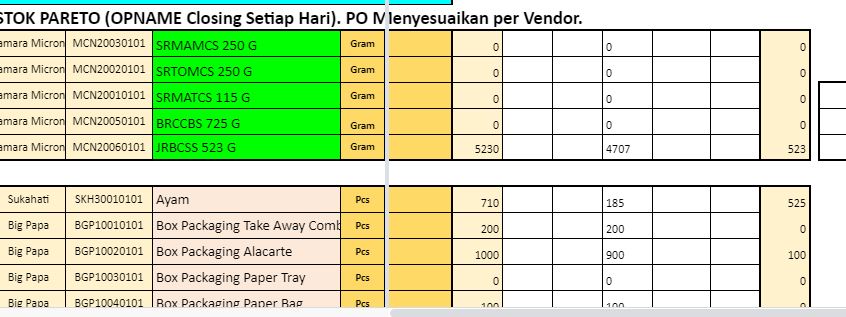 STOK PARETO (OPNAME Closing Setiap Hari). PO Menyesuaikan per Vendor.
amara Micron MCN20030101 SRMAMCS 250 G Gram 0 0 0
amara Micron MCN20020101 SRTOMCS 250 G Gram 0 0 0
amara Micron MCN20010101 SRMATCS 115 G Gram 0 0 0
amara Micron MCN20050101 BRCCBS 725 G Gram 0 0 0
amara Micron MCN20060101 JRBCSS 523 G Gram 5230 4707 523
Sukahati SKH30010101 Ayam Pcs 710 185 525
Big Papa BGP10010101 Box Packaging Take Away Comb Pcs 200 200 0
Big Papa BGP10020101 Box Packaging Alacarte Pcs 1000 900 100
Big Papa BGP10030101 Box Packaging Paper Tray Pcs 0 0 0
Big Papa BGP10040101 Box Packaging Paper Bag Pcs 100 100 0